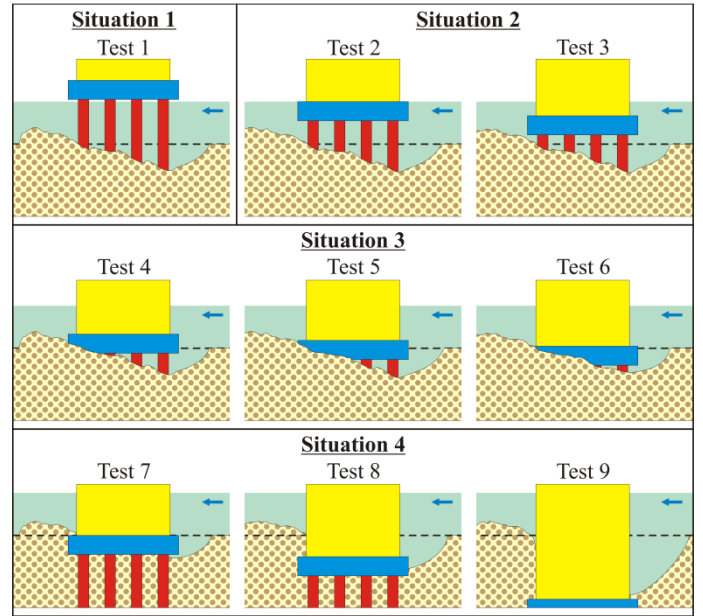 Situation 1
Situation 2
Test 1
Test 2
Test 3
Situation 3
Test 4
Test 5
Test 6
Situation 4
Test 7
Test 8
Test 9